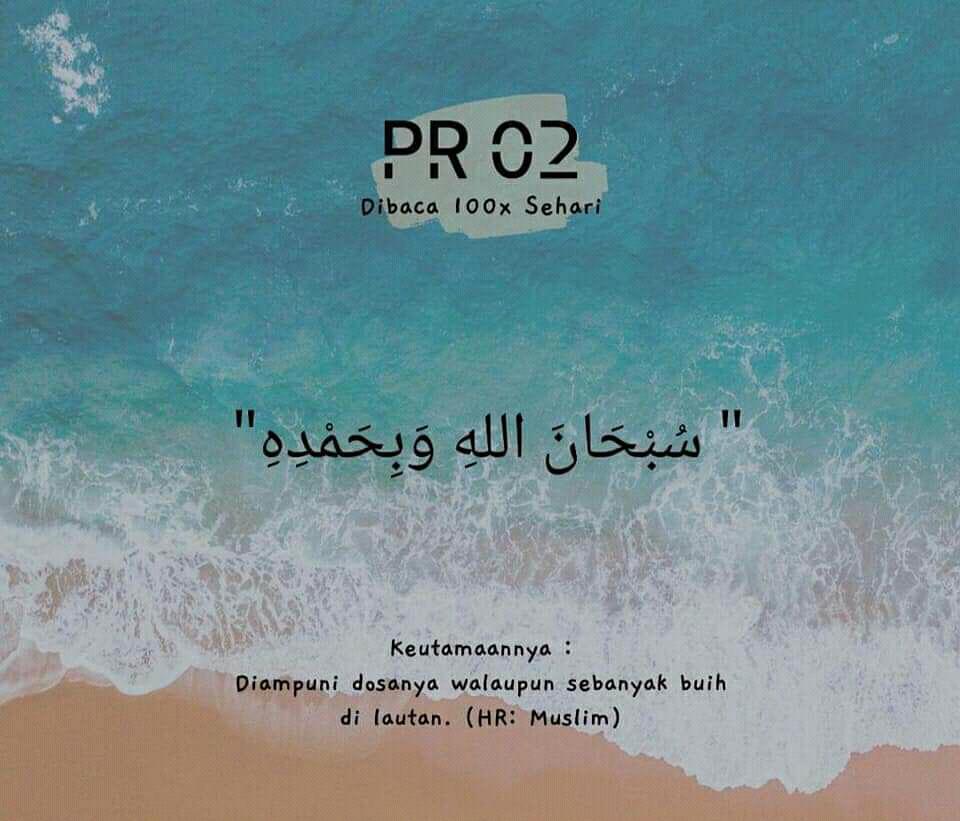 PR 02
Dibaca 100x Sehari
" سُبْحَانَ اللهِ وَبِحَمْدِهِ"
Keutamaannya :
Diampuni dosanya walaupun sebanyak buih
di lautan. (HR: Muslim)